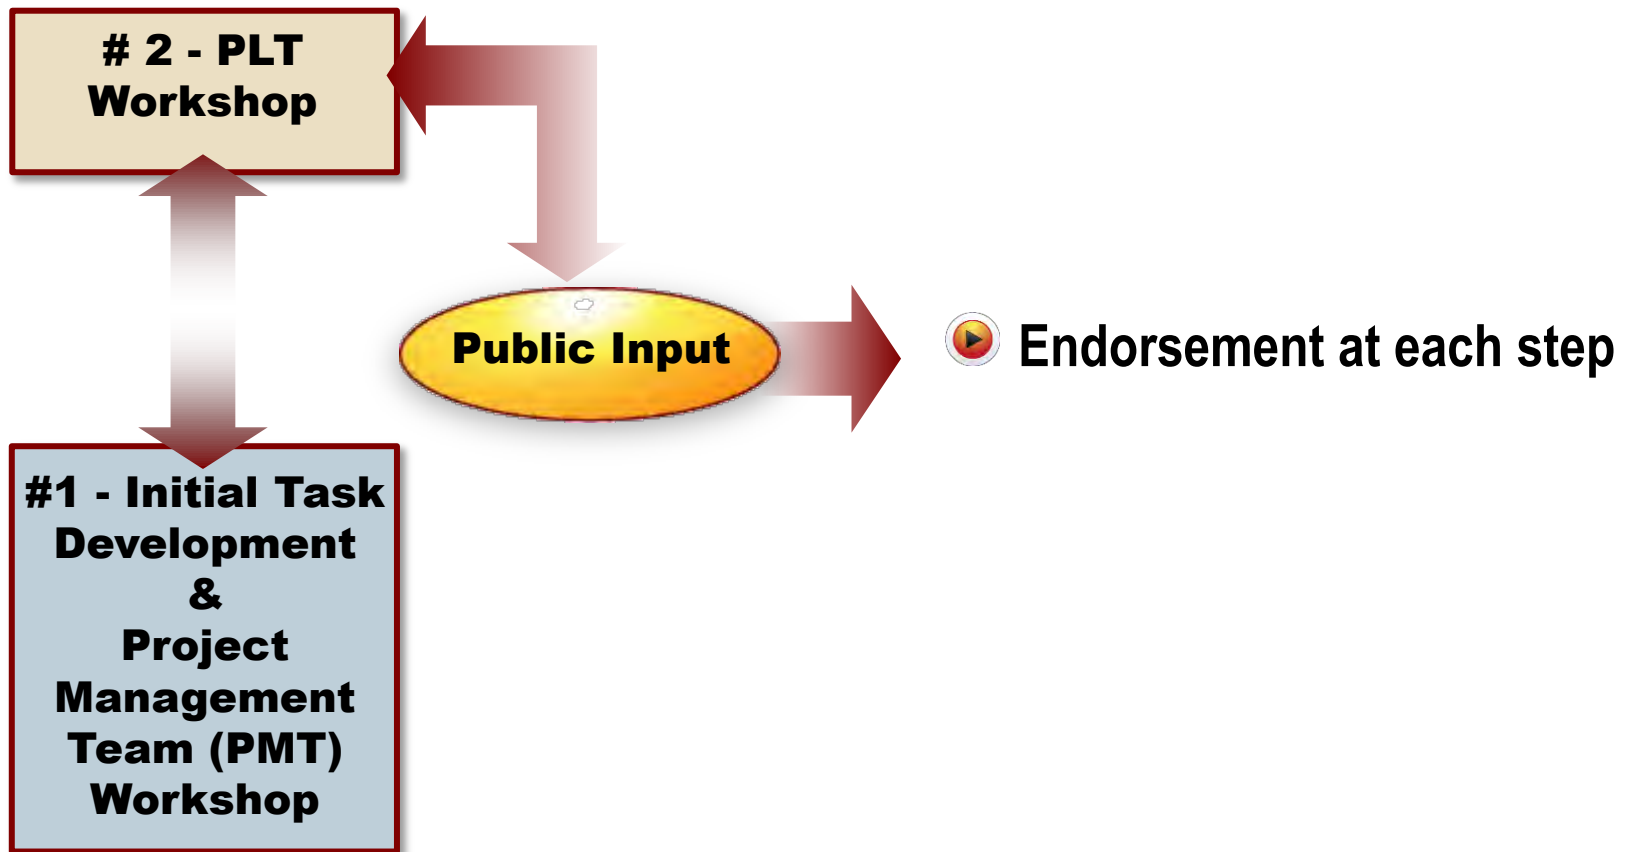 # 2 - PLT
Workshop
Public Input
Endorsement at each step
#1 - Initial Task
Development
&
Project
Management
Team (PMT)
Workshop